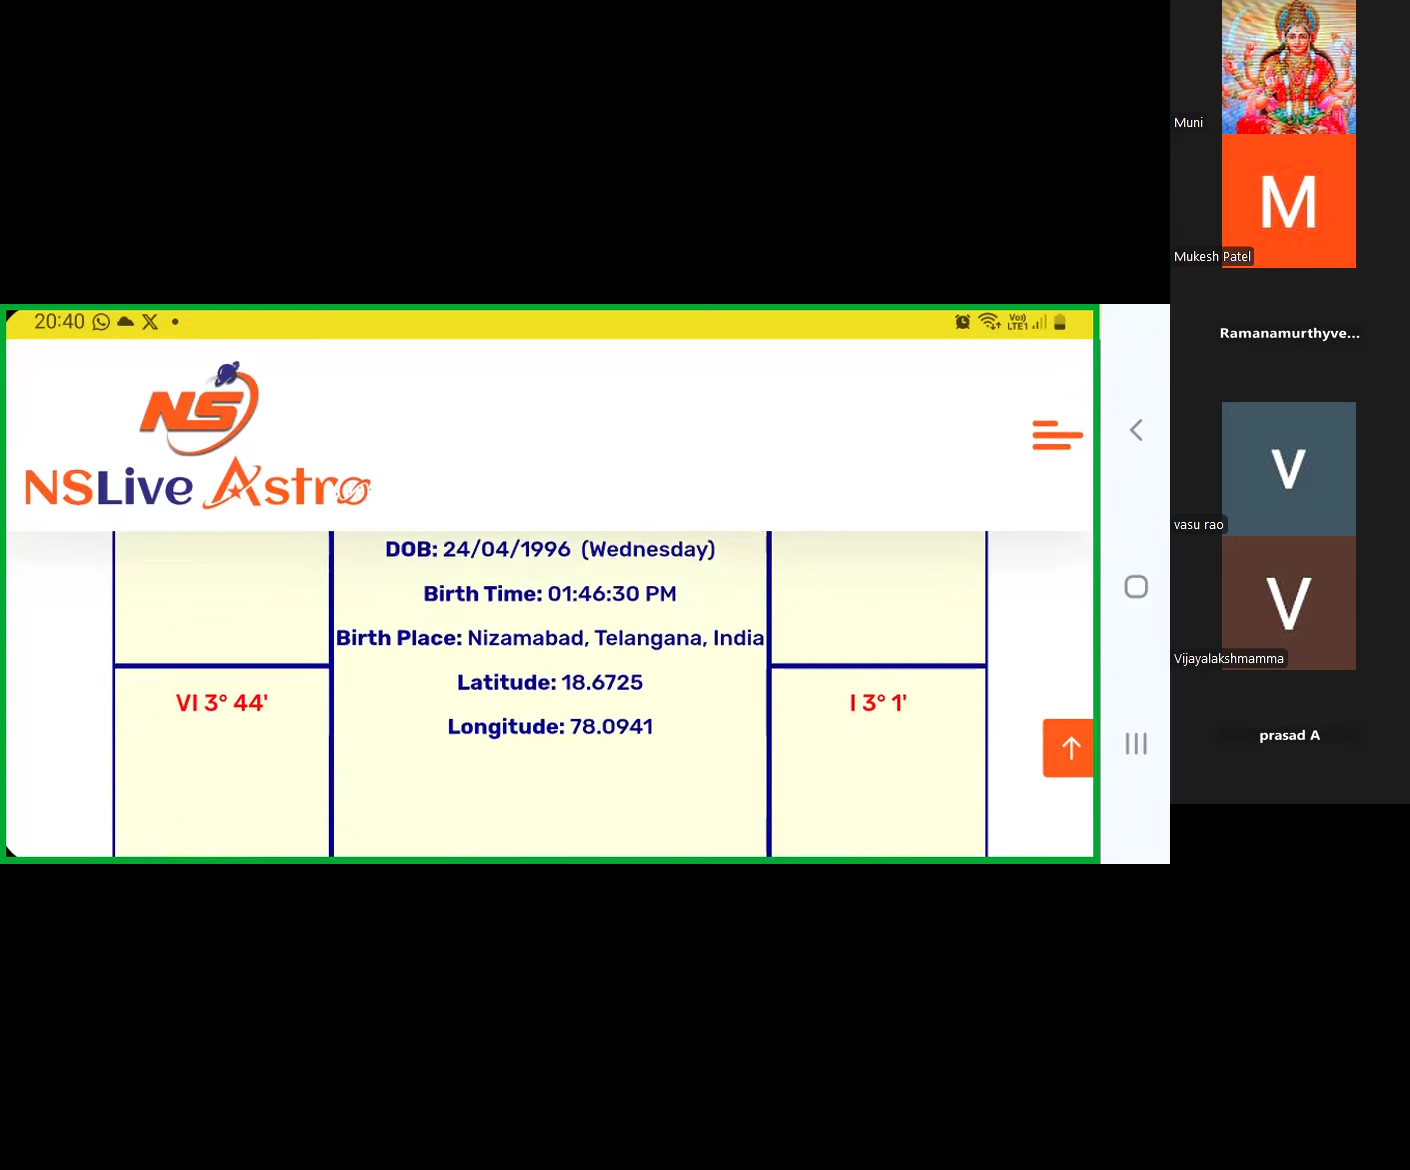 20:40
Vo))
LTE1
NS
NSLive Astro
DOB: 24/04/1996 (Wednesday)
Birth Time: 01:46:30 PM
Birth Place: Nizamabad, Telangana, India
Latitude: 18.6725
Longitude: 78.0941
VI 3° 44'
I 3° 1'
Muni
M
Mukesh Patel
Ramanamurthyve...
V
vasu rao
V
Vijayalakshmamma
prasad A